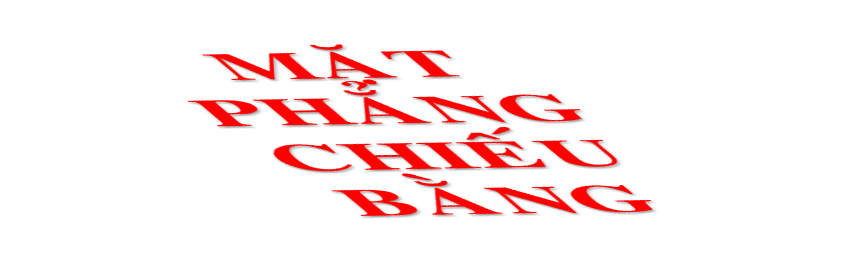 MẶT
PHẲNG
CHIẾU
BẰNG